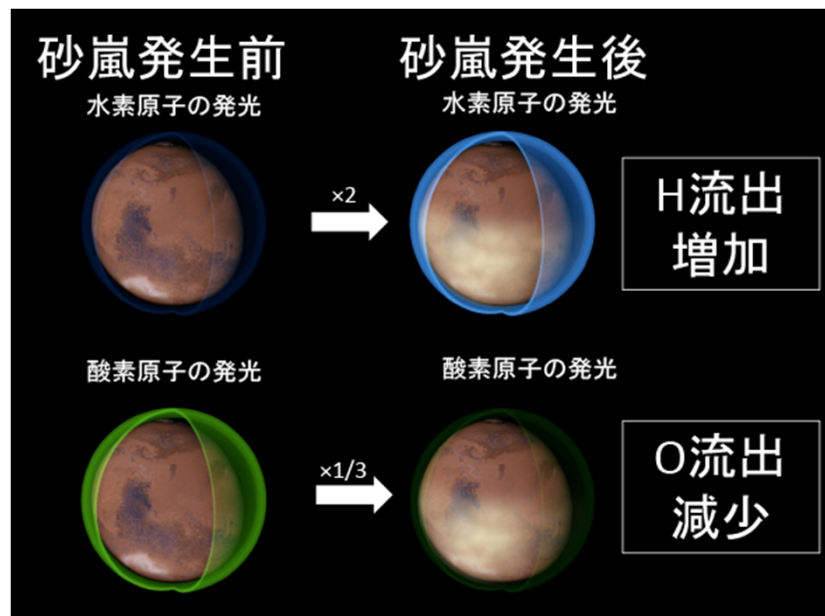 砂嵐発生前
砂嵐発生後
水素原子の発光
水素原子の発光
×2
H流出
増加
酸素原子の発光
酸素原子の発光
×1/3
O流出
減少